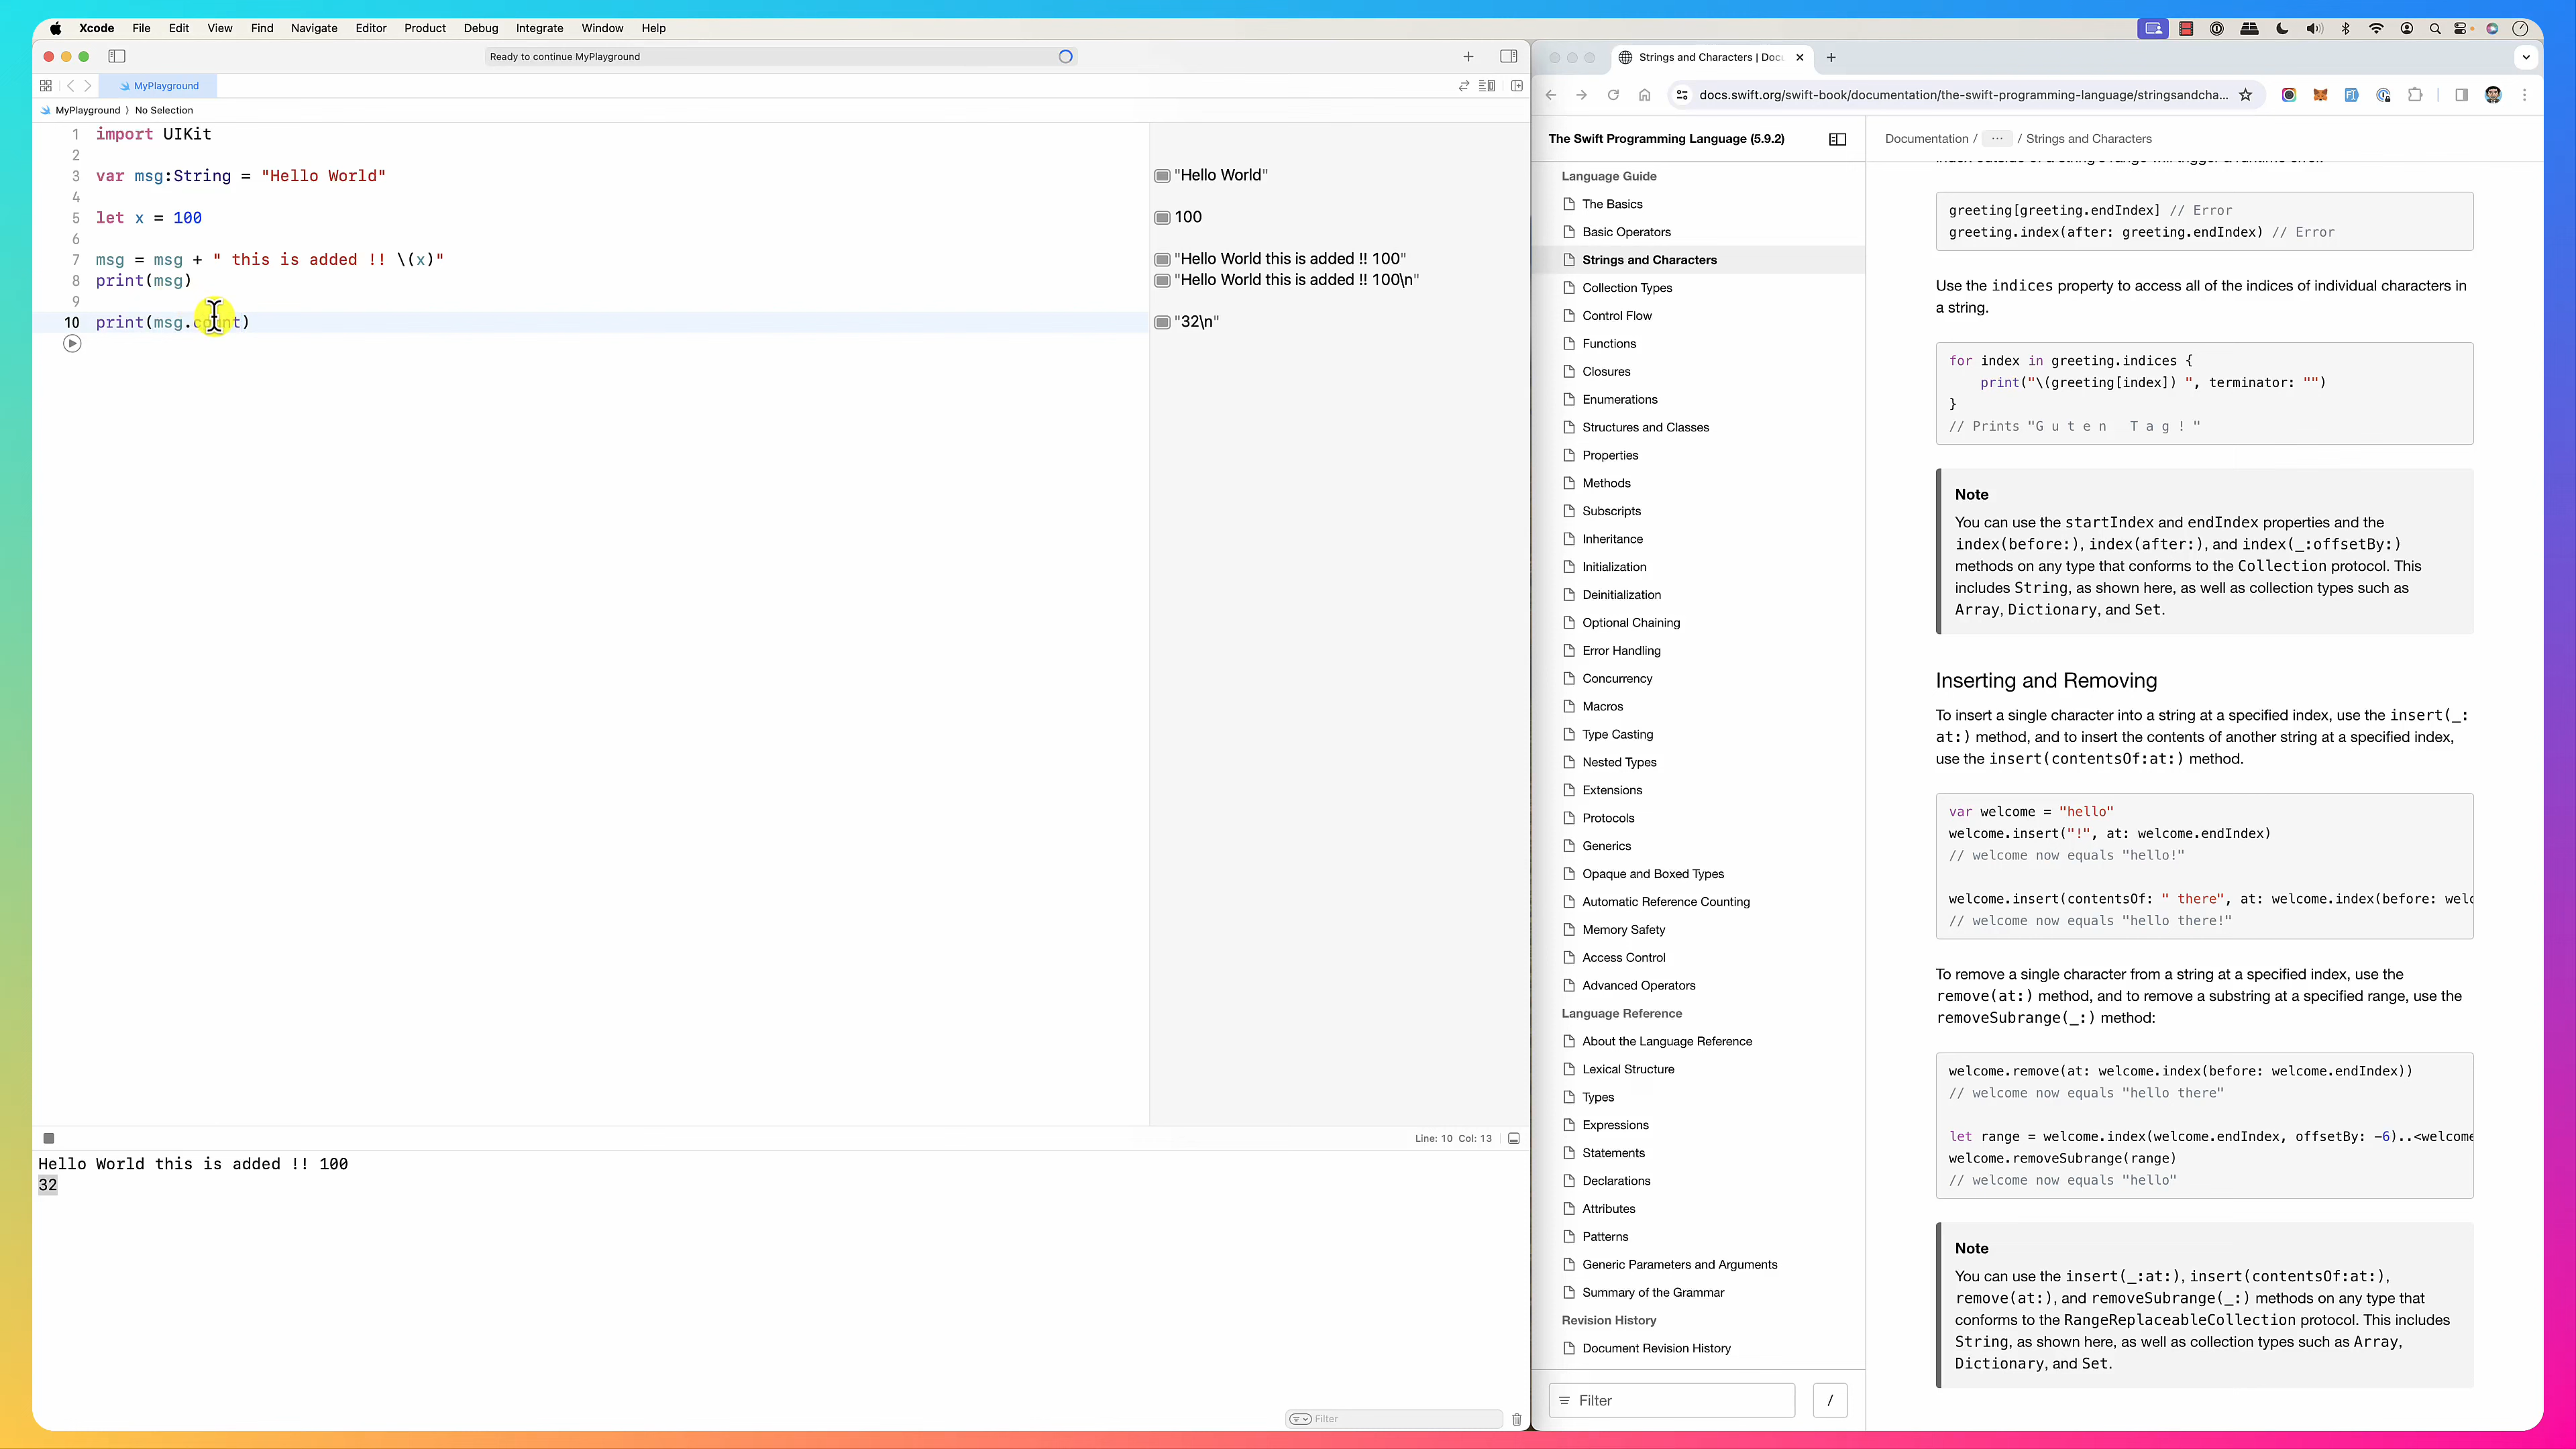 Xcode File Edit View Find Navigate Editor Product Debug Integrate Window Help
Ready to continue MyPlayground
MyPlayground
MyPlayground 〉 No Selection
1 import UIKit
2
3 var msg:String = "Hello World"
4
5 let x = 100
6
7 msg = msg + " this is added !! \(x)"
8 print(msg)
9
10 print(msg.count)
"Hello World"
100
"Hello World this is added !! 100"
"Hello World this is added !! 100\n"
"32\n"
Line: 10 Col: 13
Hello World this is added !! 100
32
Filter
Strings and Characters | Docu
docs.swift.org/swift-book/documentation/the-swift-programming-language/stringsandcha...
The Swift Programming Language (5.9.2)
Language Guide
The Basics
Basic Operators
Strings and Characters
Collection Types
Control Flow
Functions
Closures
Enumerations
Structures and Classes
Properties
Methods
Subscripts
Inheritance
Initialization
Deinitialization
Optional Chaining
Error Handling
Concurrency
Macros
Type Casting
Nested Types
Extensions
Protocols
Generics
Opaque and Boxed Types
Automatic Reference Counting
Memory Safety
Access Control
Advanced Operators
Language Reference
About the Language Reference
Lexical Structure
Types
Expressions
Statements
Declarations
Attributes
Patterns
Generic Parameters and Arguments
Summary of the Grammar
Revision History
Document Revision History
Filter /
Documentation / ··· / Strings and Characters
greeting[greeting.endIndex] // Error
greeting.index(after: greeting.endIndex) // Error
Use the indices property to access all of the indices of individual characters in
a string.
for index in greeting.indices {
print("\(greeting[index]) ", terminator: "")
}
// Prints "G u t e n   T a g ! "
Note
You can use the startIndex and endIndex properties and the
index(before:), index(after:), and index(_:offsetBy:)
methods on any type that conforms to the Collection protocol. This
includes String, as shown here, as well as collection types such as
Array, Dictionary, and Set.
Inserting and Removing
To insert a single character into a string at a specified index, use the insert(_:
at:) method, and to insert the contents of another string at a specified index,
use the insert(contentsOf:at:) method.
var welcome = "hello"
welcome.insert("!", at: welcome.endIndex)
// welcome now equals "hello!"
welcome.insert(contentsOf: " there", at: welcome.index(before: welc
// welcome now equals "hello there!"
To remove a single character from a string at a specified index, use the
remove(at:) method, and to remove a substring at a specified range, use the
removeSubrange(_:) method:
welcome.remove(at: welcome.index(before: welcome.endIndex))
// welcome now equals "hello there"
let range = welcome.index(welcome.endIndex, offsetBy: -6)..<welcome
welcome.removeSubrange(range)
// welcome now equals "hello"
Note
You can use the insert(_:at:), insert(contentsOf:at:),
remove(at:), and removeSubrange(_:) methods on any type that
conforms to the RangeReplaceableCollection protocol. This includes
String, as shown here, as well as collection types such as Array,
Dictionary, and Set.